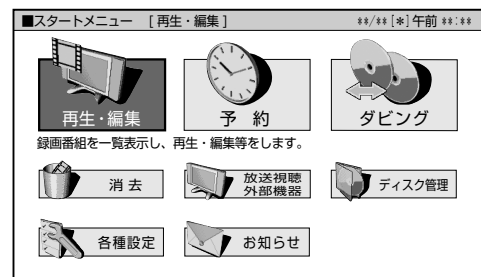 ■スタートメニュー [再生・編集] **/** [*] 午前 **:**
再生・編集 予 約 ダビング
録画番組を一覧表示し、再生・編集等をします。
消 去 放送視聴 外部機器 ディスク管理
各種設定 お知らせ